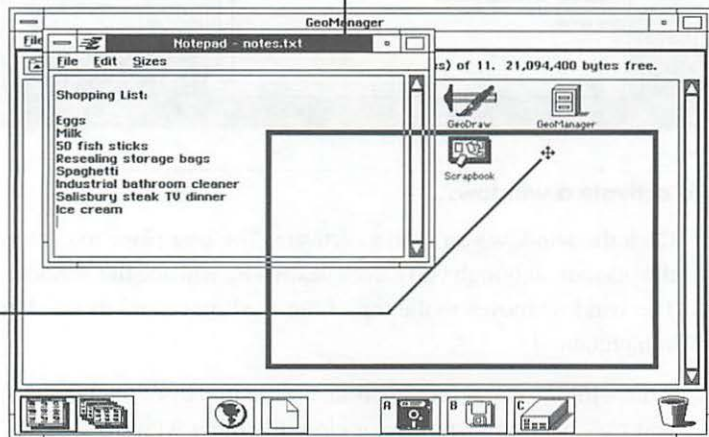 GeoManager
File
Notepad - notes.txt
File Edit Sizes
s) of 11. 21,094,400 bytes free.
Shopping List:
Eggs
Milk
50 fish sticks
Resealing storage bags
Spaghetti
Industrial bathroom cleaner
Salisbury steak TV dinner
Ice cream
GeoDraw
GeoManager
Scrapbook
A
B
C